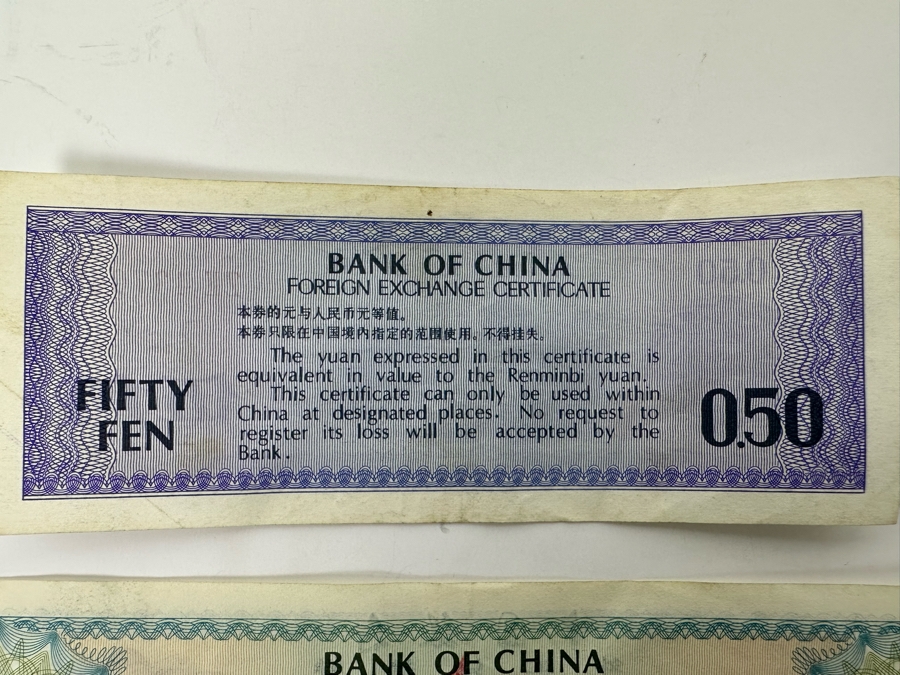 BANK OF CHINA
FOREIGN EXCHANGE CERTIFICATE
本券的元与人民币元等值。
本券只限在中国境内指定的范围使用。不得挂失。
The yuan expressed in this certificate is
equivalent in value to the Renminbi yuan.
This certificate can only be used within
China at designated places. No request to
register its loss will be accepted by the
Bank.
FIFTY
FEN
0.50
BANK OF CHINA